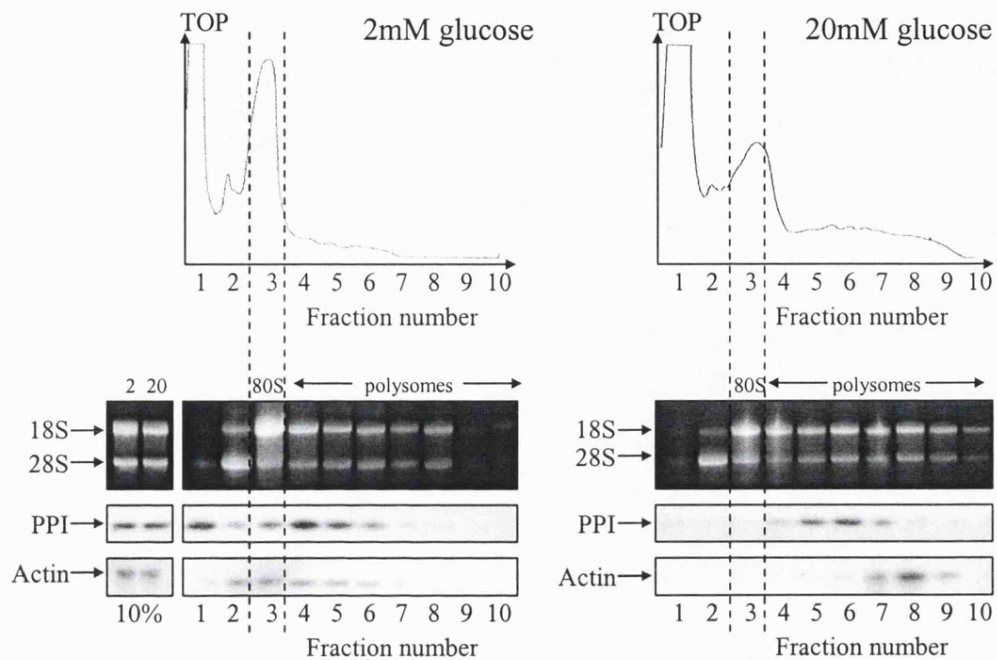 TOP 2mM glucose
1 2 3 4 5 6 7 8 9 10
Fraction number
2 20 80S polysomes
18S
28S
PPI
Actin
10% 1 2 3 4 5 6 7 8 9 10
Fraction number
TOP 20mM glucose
1 2 3 4 5 6 7 8 9 10
Fraction number
80S polysomes
18S
28S
PPI
Actin
1 2 3 4 5 6 7 8 9 10
Fraction number